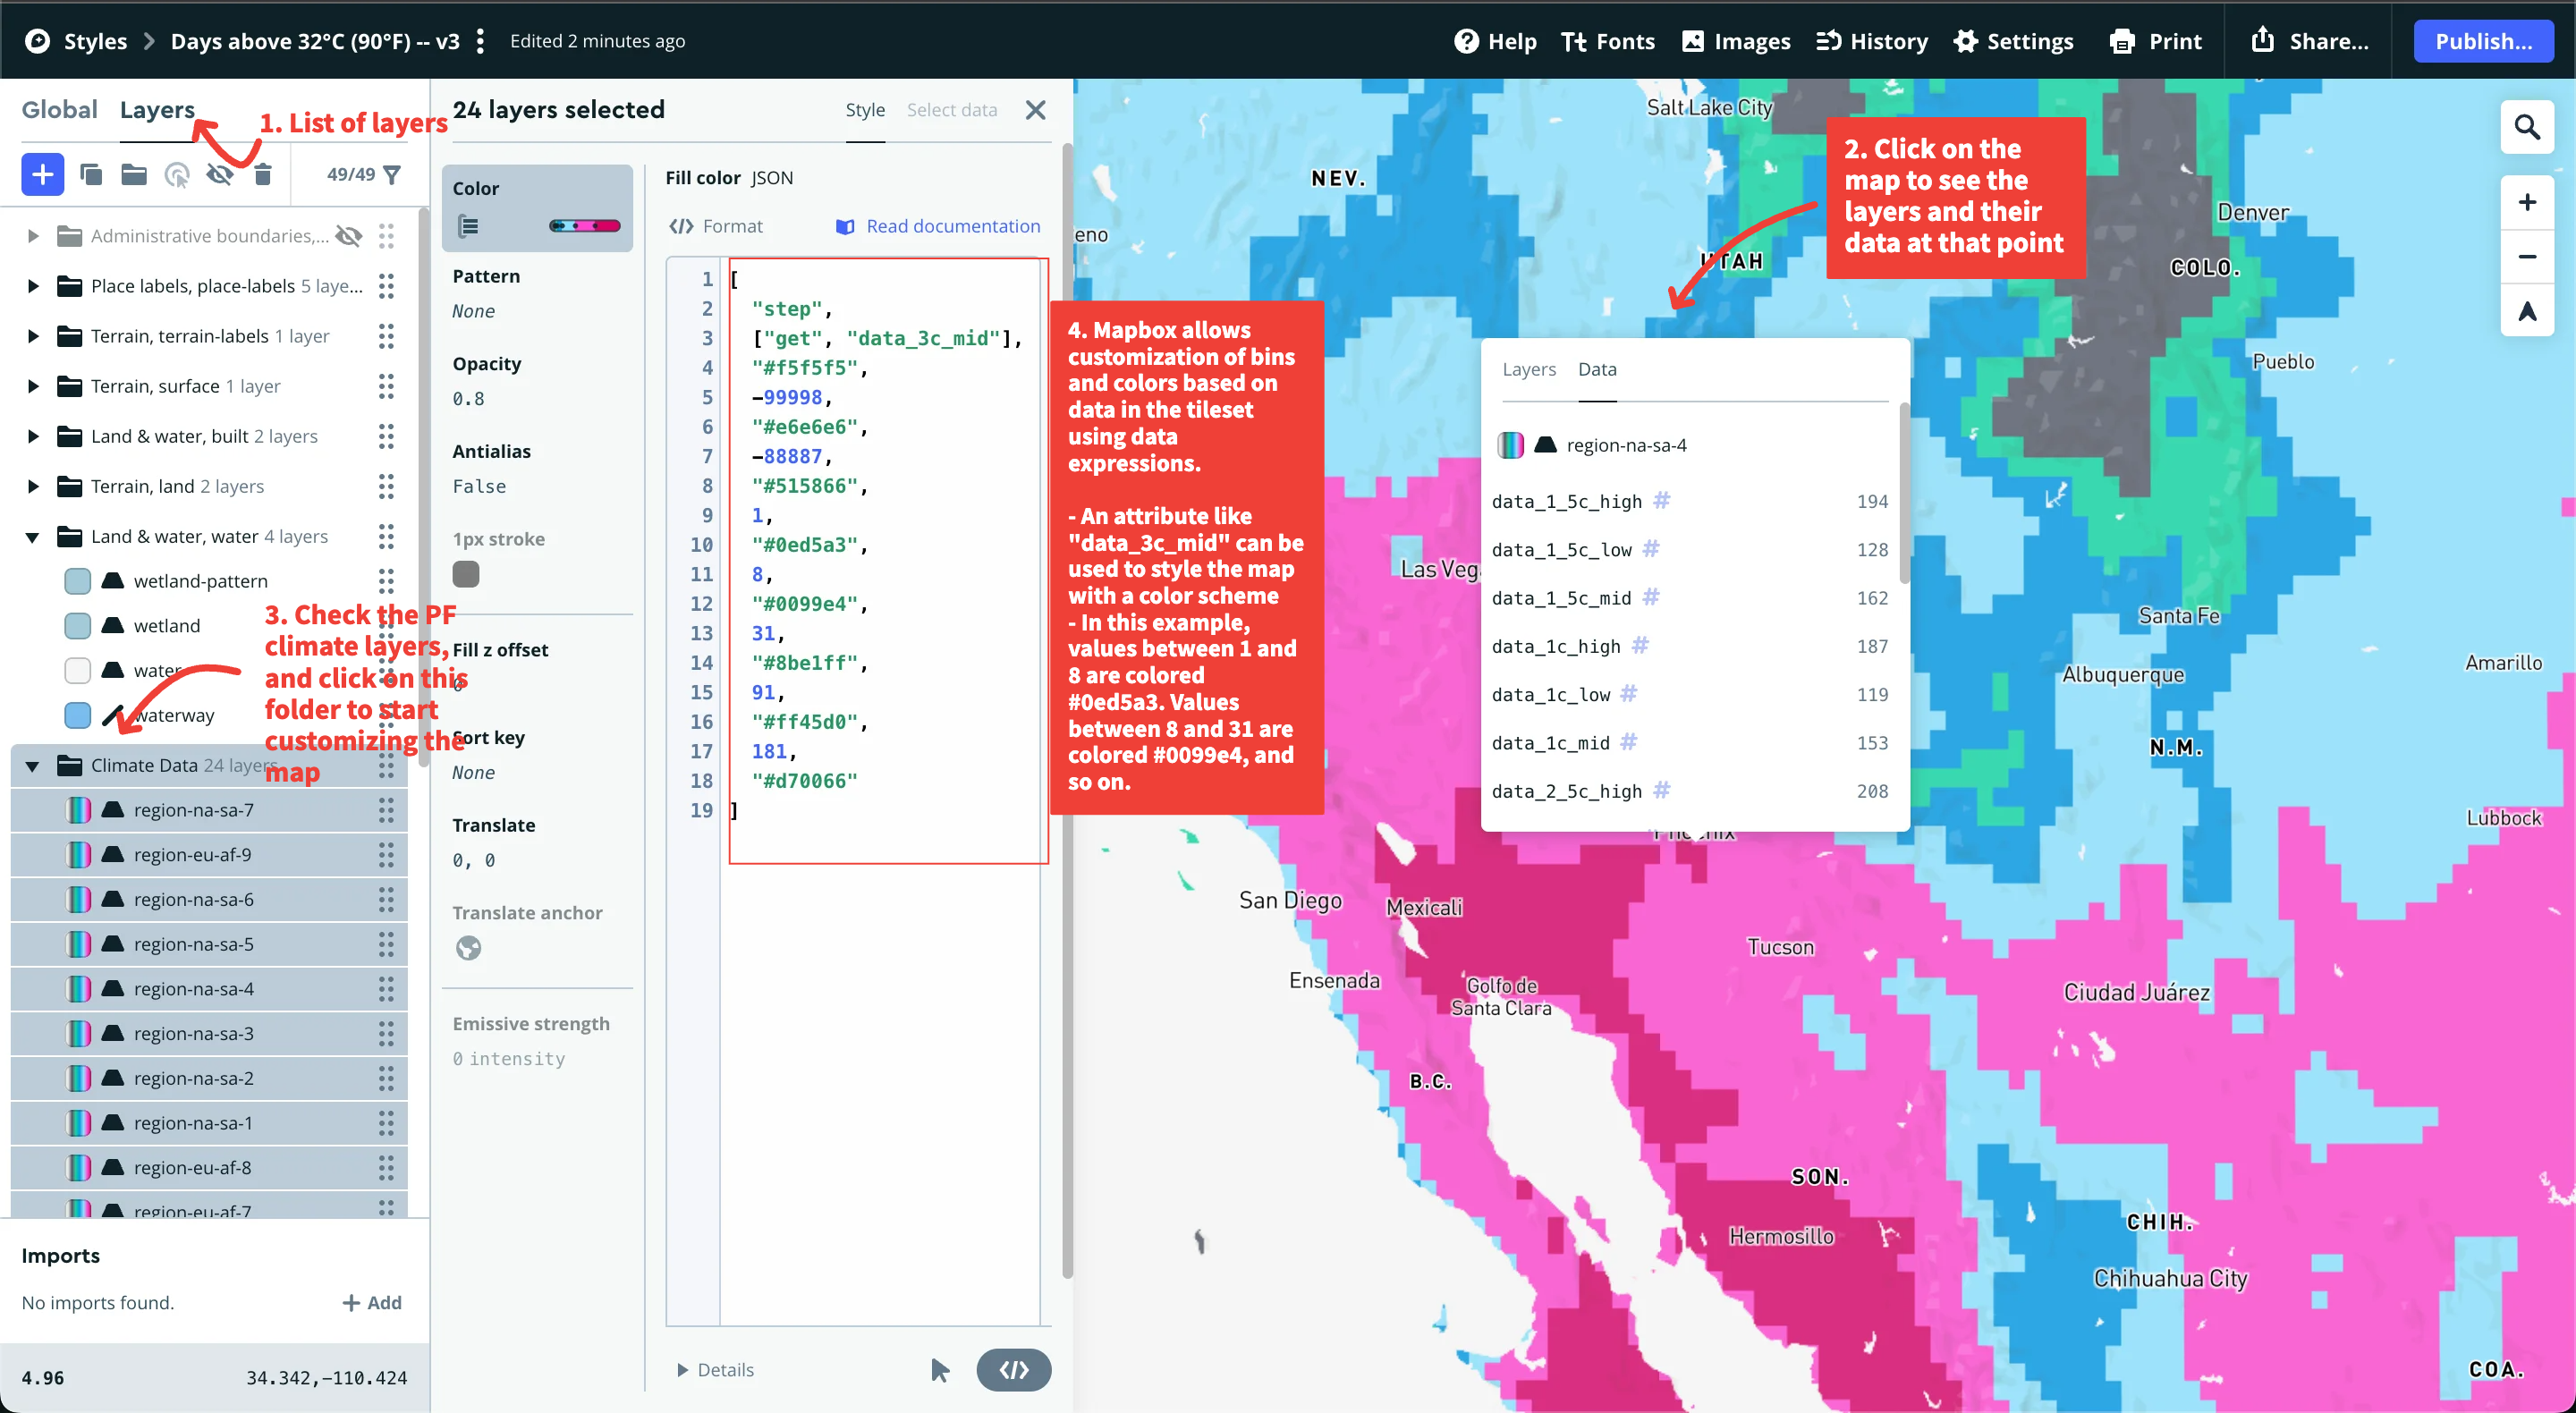 Styles > Days above 32°C (90°F) -- v3
Edited 2 minutes ago
Help
Fonts
Images
History
Settings
Print
Share...
Publish...
Global
Layers
1. List of layers
49/49
Administrative boundaries,...
Place labels, place-labels 5 laye...
Terrain, terrain-labels 1 layer
Terrain, surface 1 layer
Land & water, built 2 layers
Terrain, land 2 layers
Land & water, water 4 layers
wetland-pattern
wetland
water
waterway
3. Check the PF
climate layers,
and click on this
folder to start
customizing the
map
Climate Data 24 layers
region-na-sa-7
region-eu-af-9
region-na-sa-6
region-na-sa-5
region-na-sa-4
region-na-sa-3
region-na-sa-2
region-na-sa-1
region-eu-af-8
region-eu-af-7
Imports
No imports found.
+ Add
4.96
34.342,-110.424
24 layers selected
Style
Select data
Color
Pattern
None
Opacity
0.8
Antialias
False
1px stroke
Fill z offset
0
Sort key
None
Translate
0, 0
Translate anchor
Emissive strength
0 intensity
Fill color JSON
</> Format
Read documentation
1 [
2 "step",
3 ["get", "data_3c_mid"],
4 "#f5f5f5",
5 -99998,
6 "#e6e6e6",
7 -88887,
8 "#515866",
9 1,
10 "#0ed5a3",
11 8,
12 "#0099e4",
13 31,
14 "#8be1ff",
15 91,
16 "#ff45d0",
17 181,
18 "#d70066"
19 ]
Details
</>
4. Mapbox allows
customization of bins
and colors based on
data in the tileset
using data
expressions.
- An attribute like
"data_3c_mid" can be
used to style the map
with a color scheme
- In this example,
values between 1 and
8 are colored
#0ed5a3. Values
between 8 and 31 are
colored #0099e4, and
so on.
2. Click on the
map to see the
layers and their
data at that point
Layers
Data
region-na-sa-4
data_1_5c_high # 194
data_1_5c_low # 128
data_1_5c_mid # 162
data_1c_high # 187
data_1c_low # 119
data_1c_mid # 153
data_2_5c_high # 208
Salt Lake City
NEV.
eno
UTAH
Denver
COLO.
Pueblo
Las Veg
Santa Fe
Albuquerque
Amarillo
N.M.
Lubbock
Phoenix
San Diego
Mexicali
Tucson
Ensenada
Golfo de
Santa Clara
Ciudad Juárez
B.C.
SON.
CHIH.
Hermosillo
Chihuahua City
COA.